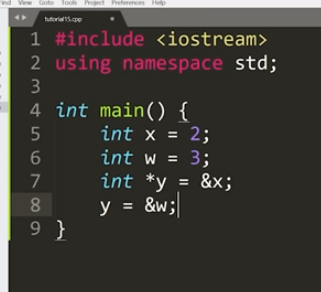 View Goto Tools Project Preferences Help
tutorial15.cpp
1 #include <iostream>
2 using namespace std;
3
4 int main() {
5     int x = 2;
6     int w = 3;
7     int *y = &x;
8     y = &w;
9 }